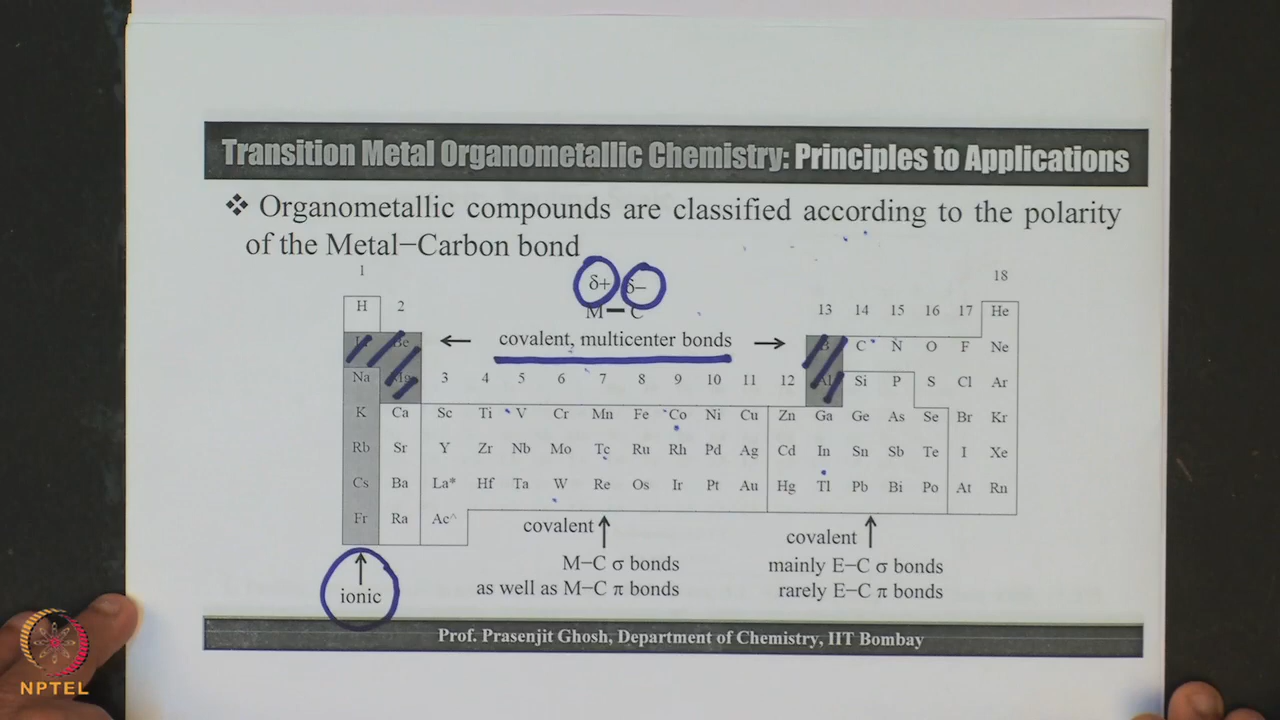 Transition Metal Organometallic Chemistry: Principles to Applications
❖ Organometallic compounds are classified according to the polarity
of the Metal−Carbon bond
1 18
δ+ δ−
H 2 M − C 13 14 15 16 17 He
Li Be ← covalent, multicenter bonds → B C N O F Ne
Na Mg 3 4 5 6 7 8 9 10 11 12 Al Si P S Cl Ar
K Ca Sc Ti V Cr Mn Fe Co Ni Cu Zn Ga Ge As Se Br Kr
Rb Sr Y Zr Nb Mo Tc Ru Rh Pd Ag Cd In Sn Sb Te I Xe
Cs Ba La* Hf Ta W Re Os Ir Pt Au Hg Tl Pb Bi Po At Rn
Fr Ra Ac^
covalent ↑ covalent ↑
↑ M−C σ bonds mainly E−C σ bonds
ionic as well as M−C π bonds rarely E−C π bonds
Prof. Prasenjit Ghosh, Department of Chemistry, IIT Bombay
NPTEL